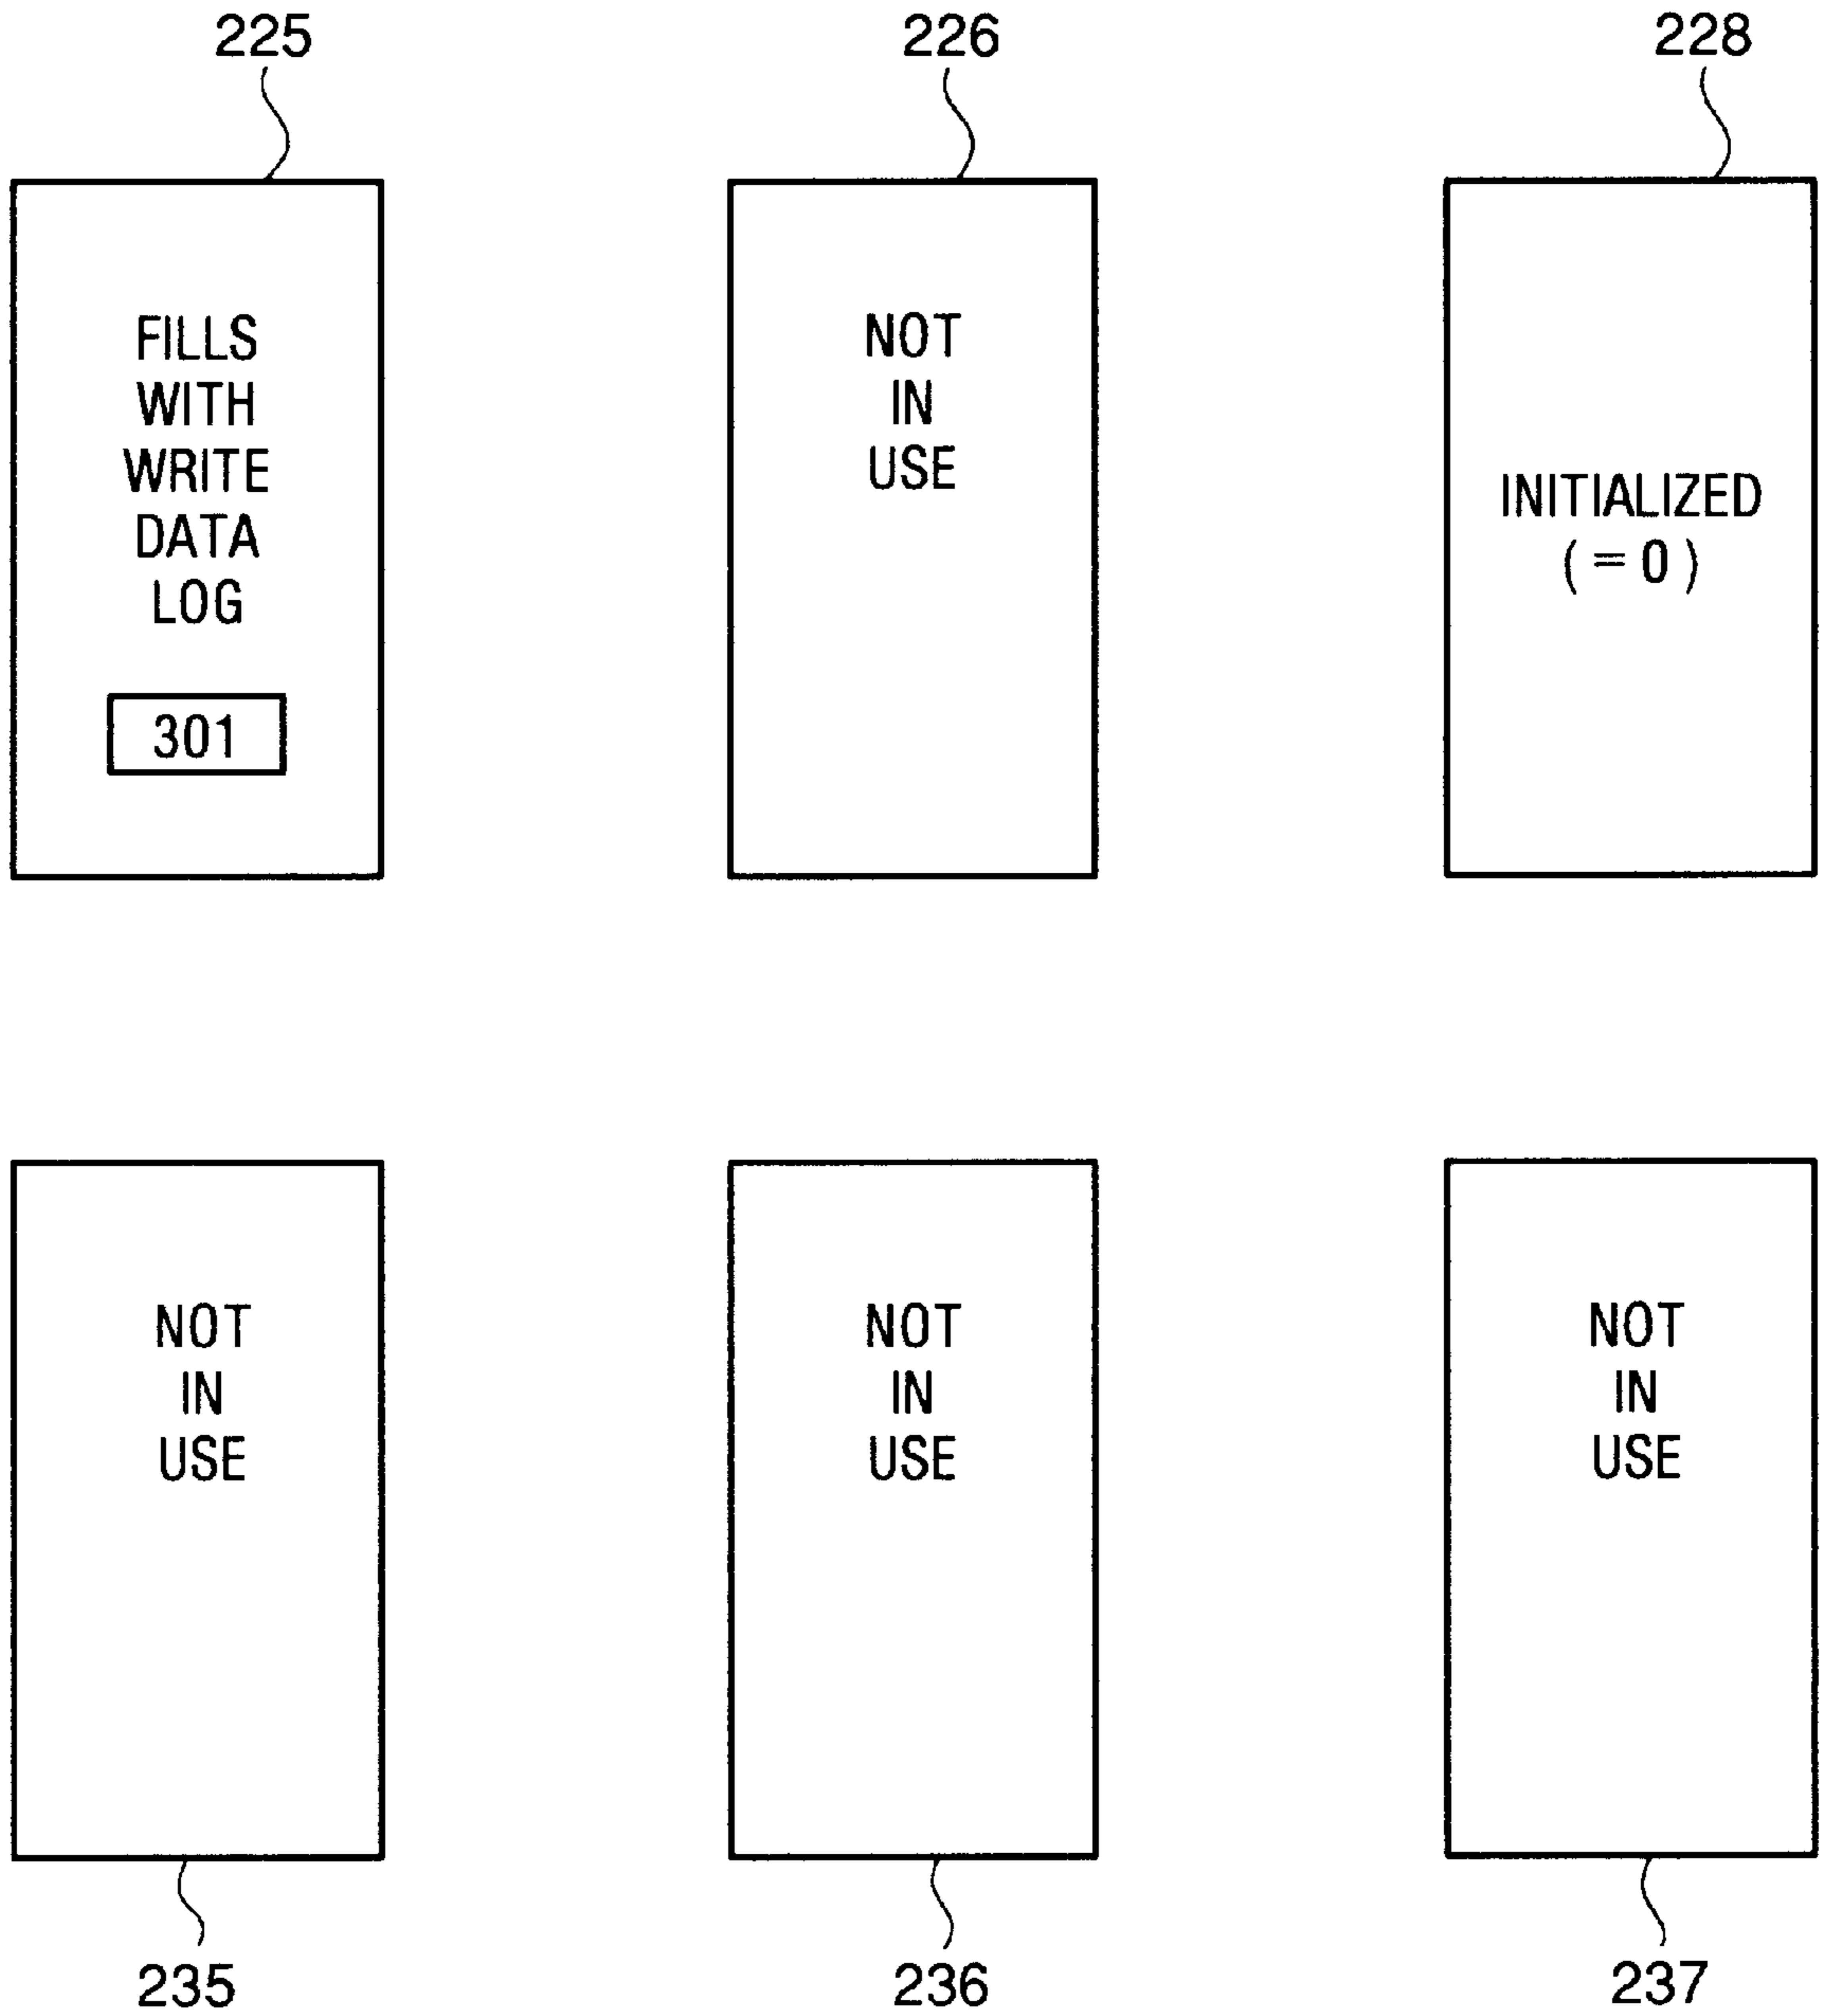 225
226
228
FILLS
WITH
WRITE
DATA
LOG
301
NOT
IN
USE
INITIALIZED
(=0)
NOT
IN
USE
NOT
IN
USE
NOT
IN
USE
235
236
237